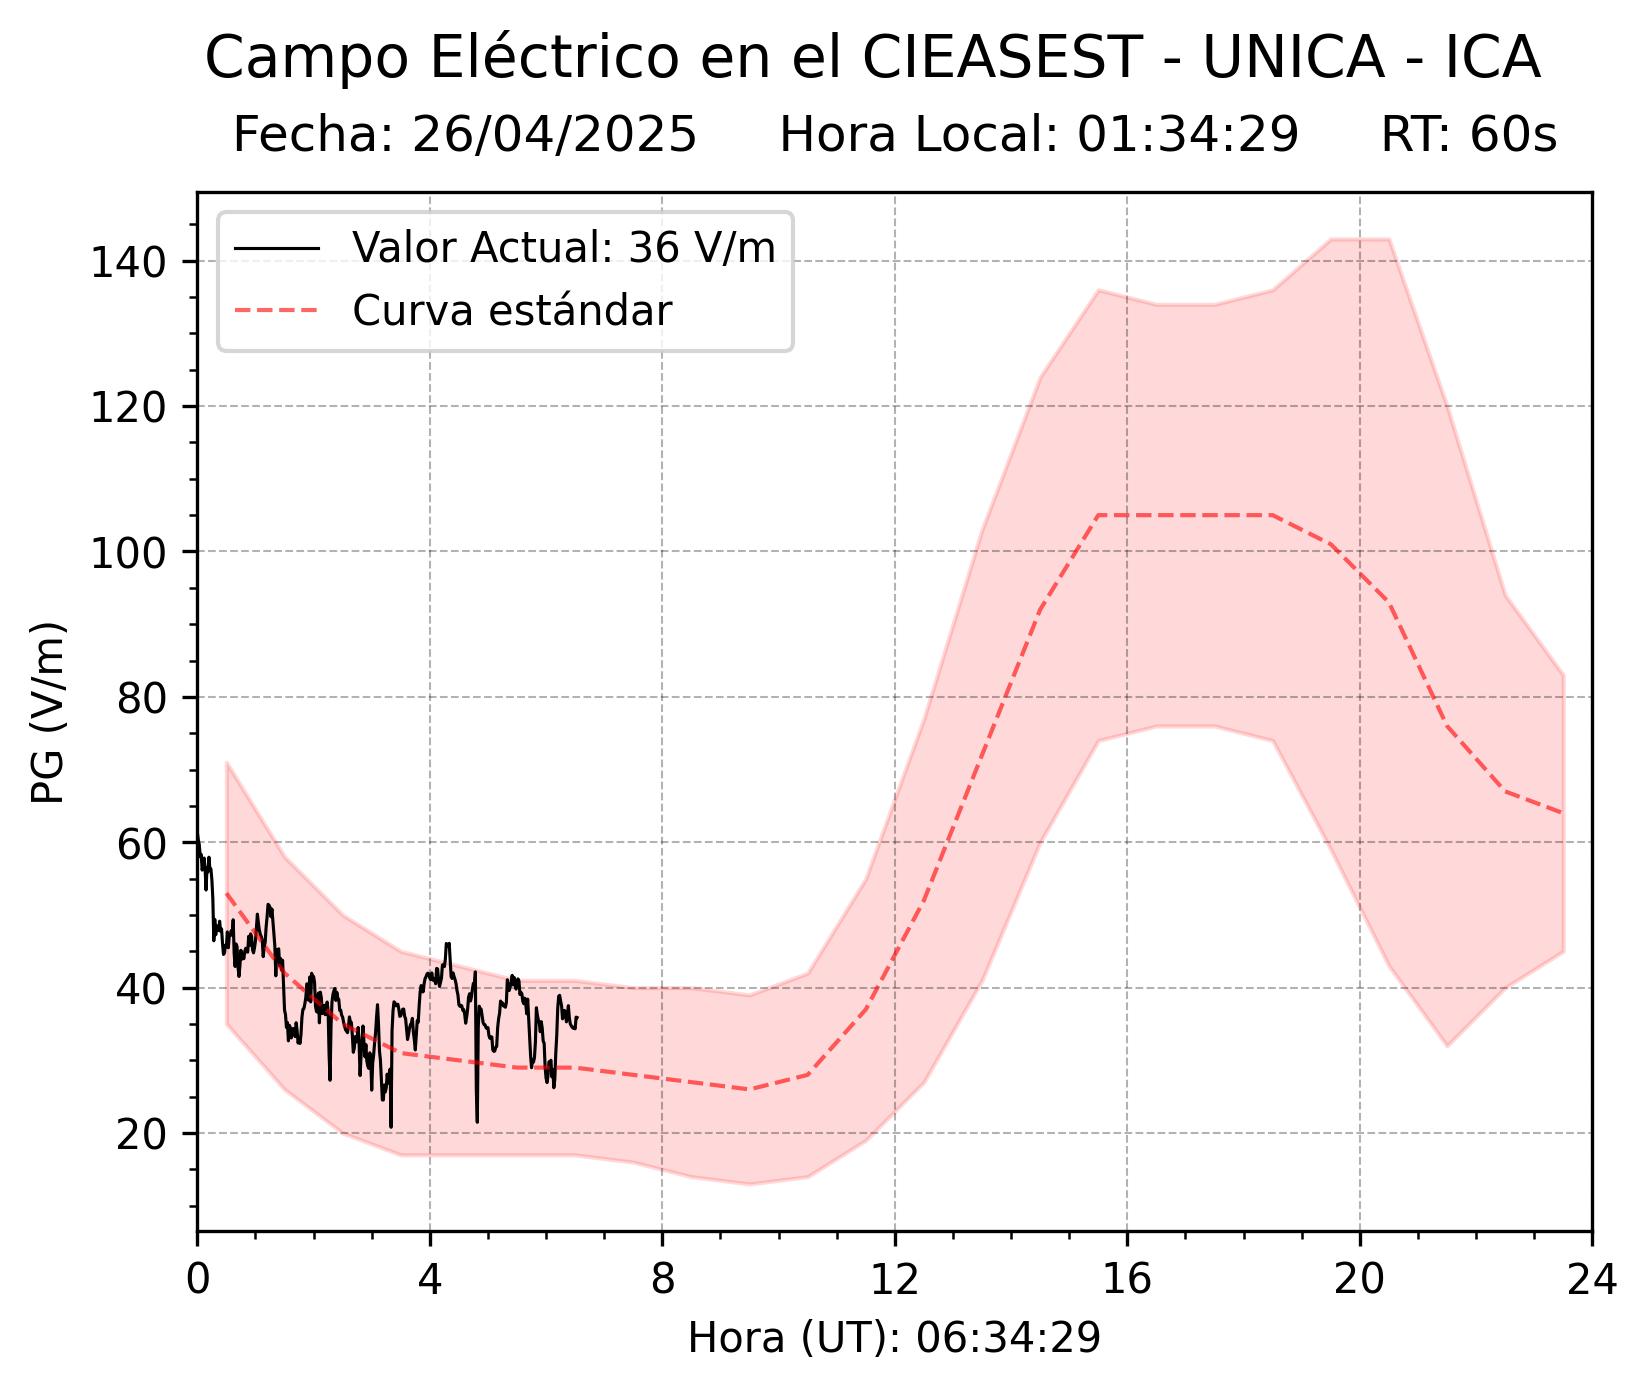 Campo Eléctrico en el CIEASEST - UNICA - ICA
Fecha: 26/04/2025 Hora Local: 01:34:29 RT: 60s
Valor Actual: 36 V/m
Curva estándar
140
120
100
80
60
40
20
PG (V/m)
0 4 8 12 16 20 24
Hora (UT): 06:34:29